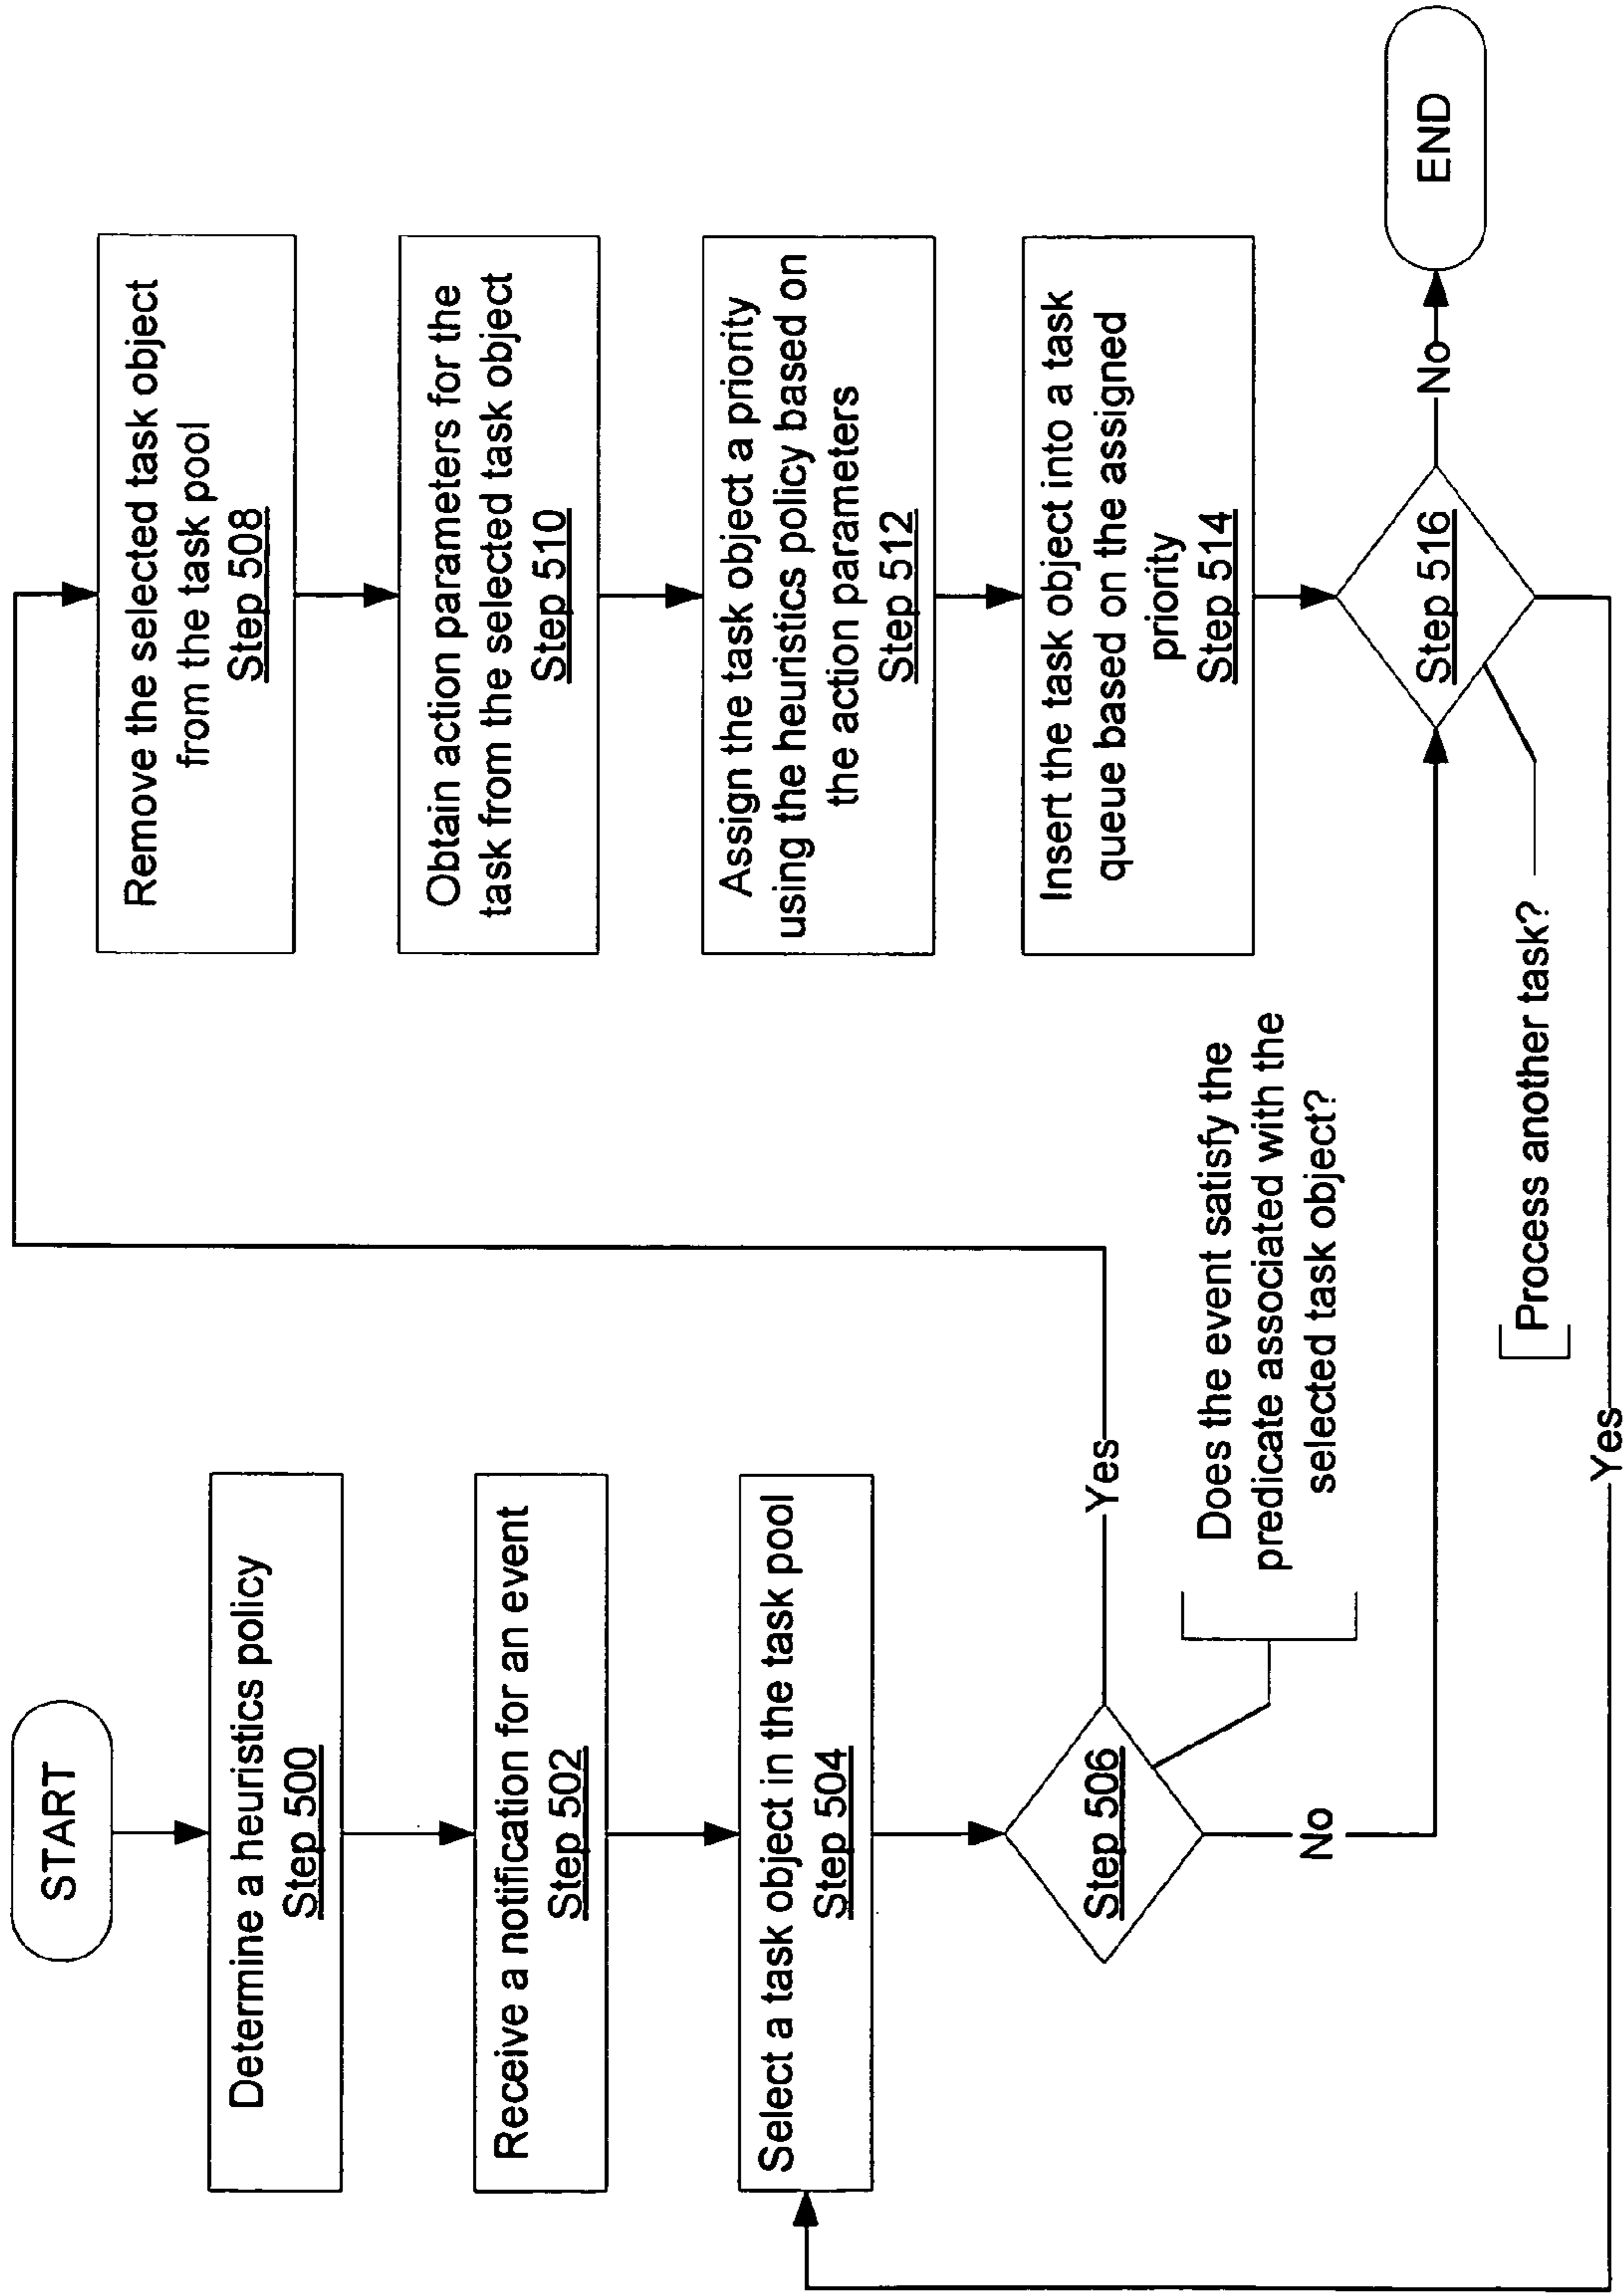 START
Determine a heuristics policy
Step 500
Receive a notification for an event
Step 502
Select a task object in the task pool
Step 504
Step 506
Yes
No
Does the event satisfy the
predicate associated with the
selected task object?
Remove the selected task object
from the task pool
Step 508
Obtain action parameters for the
task from the selected task object
Step 510
Assign the task object a priority
using the heuristics policy based on
the action parameters
Step 512
Insert the task object into a task
queue based on the assigned
priority
Step 514
Step 516
No
END
Process another task?
Yes